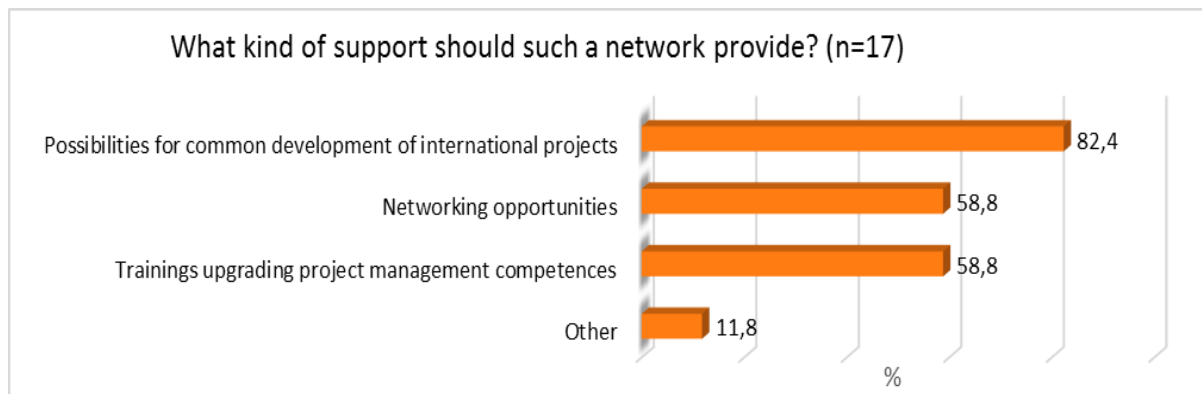 What kind of support should such a network provide? (n=17)
Possibilities for common development of international projects
82,4
Networking opportunities
58,8
Trainings upgrading project management competences
58,8
Other
11,8
%